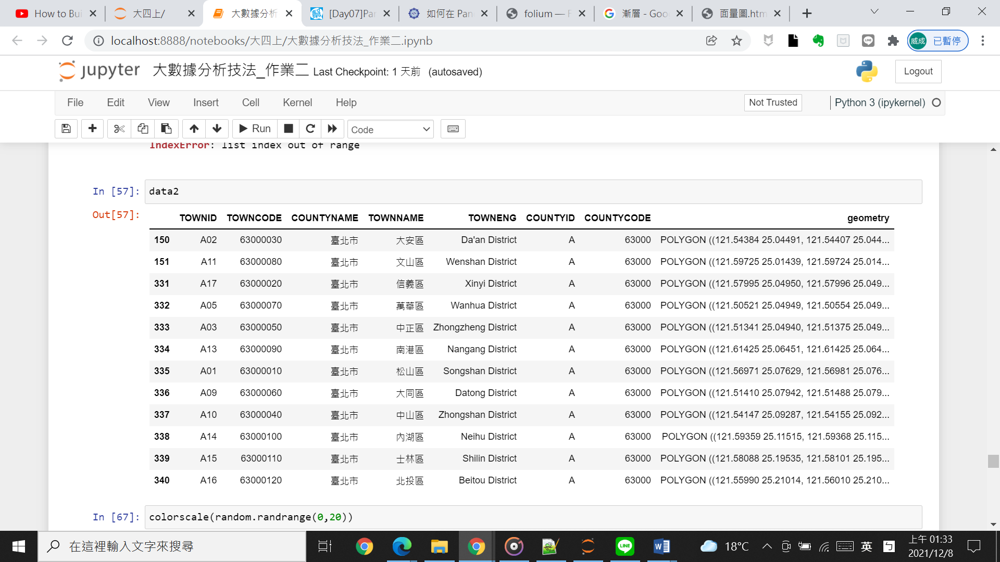 How to Bui
大四上/
大數據分析
[Day07]Pan
如何在 Pan
folium — F
漸層 - Goo
面量圖.htm
localhost:8888/notebooks/大四上/大數據分析技法_作業二.ipynb
威成 已暫停
jupyter 大數據分析技法_作業二 Last Checkpoint: 1 天前 (autosaved)
Logout
File Edit View Insert Cell Kernel Help
Not Trusted Python 3 (ipykernel)
Run Code
IndexError: list index out of range
In [57]: data2
Out[57]:
TOWNID TOWNCODE COUNTYNAME TOWNNAME TOWNENG COUNTYID COUNTYCODE geometry
150 A02 63000030 臺北市 大安區 Da'an District A 63000 POLYGON ((121.54384 25.04491, 121.54407 25.044...
151 A11 63000080 臺北市 文山區 Wenshan District A 63000 POLYGON ((121.59725 25.01439, 121.59724 25.014...
331 A17 63000020 臺北市 信義區 Xinyi District A 63000 POLYGON ((121.57995 25.04950, 121.57996 25.049...
332 A05 63000070 臺北市 萬華區 Wanhua District A 63000 POLYGON ((121.50521 25.04949, 121.50554 25.049...
333 A03 63000050 臺北市 中正區 Zhongzheng District A 63000 POLYGON ((121.51341 25.04940, 121.51375 25.049...
334 A13 63000090 臺北市 南港區 Nangang District A 63000 POLYGON ((121.61425 25.06451, 121.61425 25.064...
335 A01 63000010 臺北市 松山區 Songshan District A 63000 POLYGON ((121.56971 25.07629, 121.56981 25.076...
336 A09 63000060 臺北市 大同區 Datong District A 63000 POLYGON ((121.51410 25.07942, 121.51488 25.079...
337 A10 63000040 臺北市 中山區 Zhongshan District A 63000 POLYGON ((121.54147 25.09287, 121.54155 25.092...
338 A14 63000100 臺北市 內湖區 Neihu District A 63000 POLYGON ((121.59359 25.11515, 121.59368 25.115...
339 A15 63000110 臺北市 士林區 Shilin District A 63000 POLYGON ((121.58088 25.19535, 121.58101 25.195...
340 A16 63000120 臺北市 北投區 Beitou District A 63000 POLYGON ((121.55990 25.21014, 121.56010 25.210...
In [67]: colorscale(random.randrange(0,20))
在這裡輸入文字來搜尋
LINE
18°C
英
上午 01:33
2021/12/8